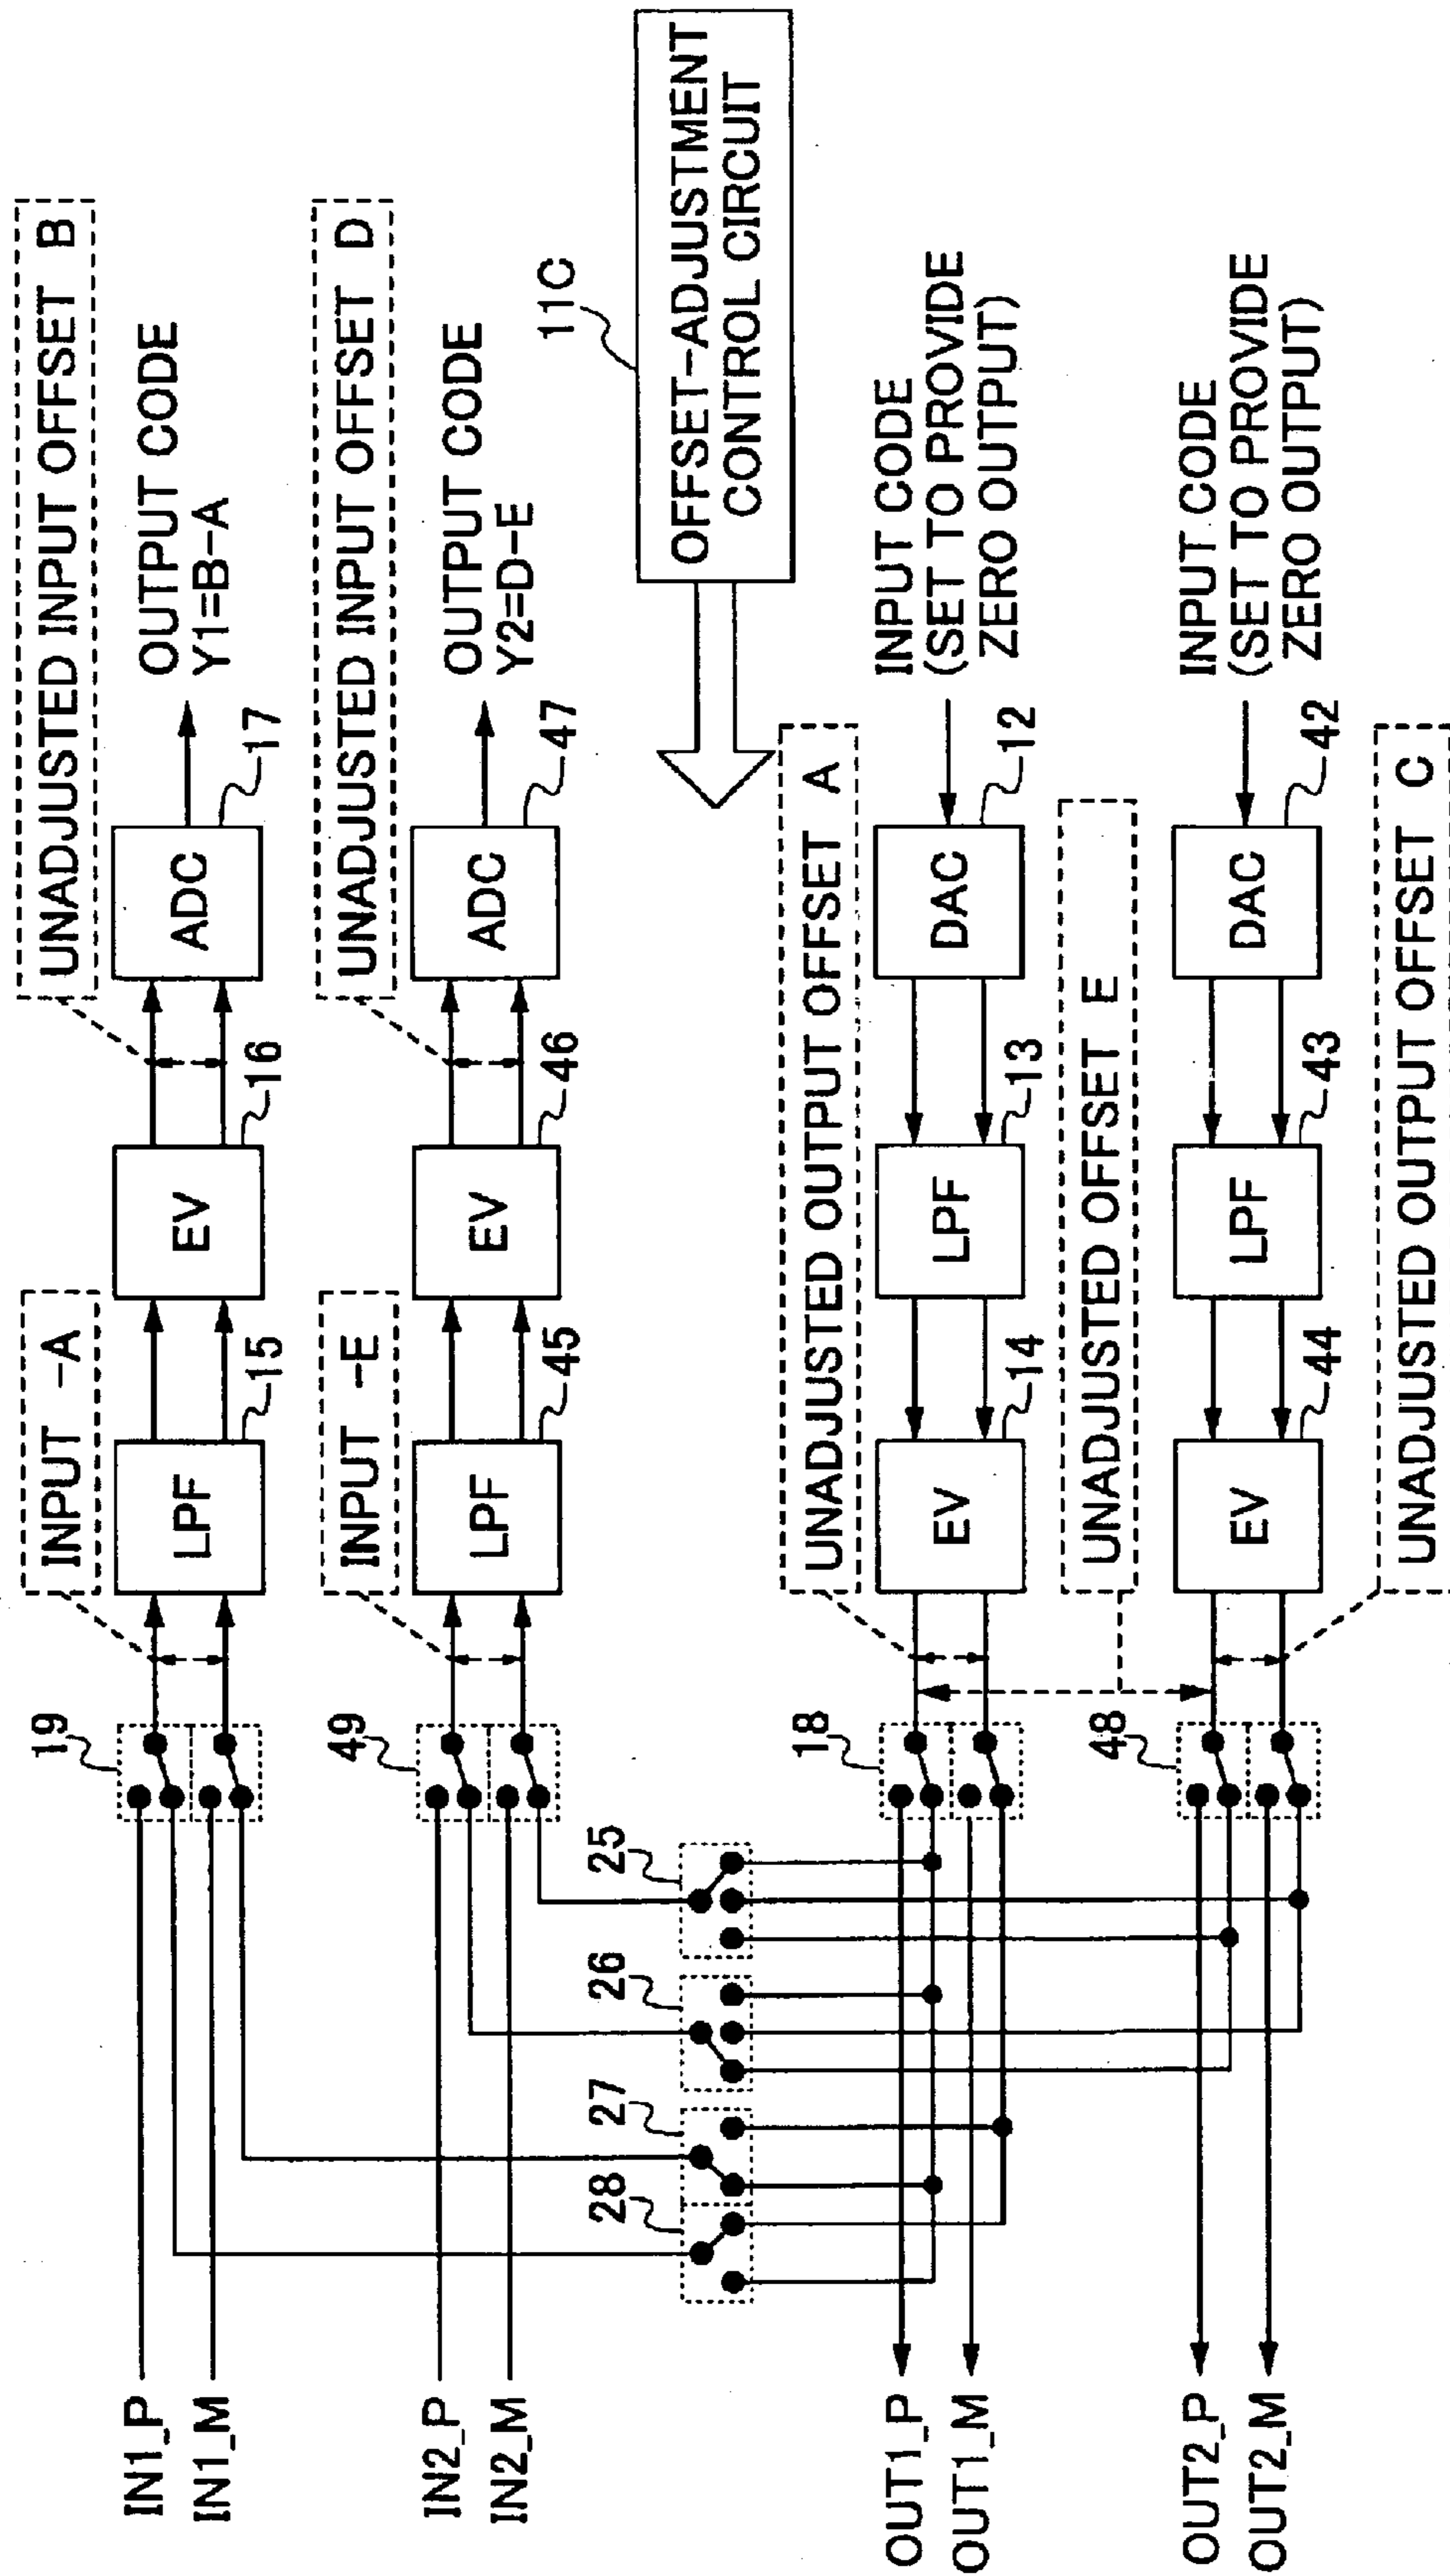 IN1_P
IN1_M
19
INPUT -A
LPF
15
EV
16
UNADJUSTED INPUT OFFSET B
ADC
17
OUTPUT CODE
Y1=B-A
IN2_P
IN2_M
49
INPUT -E
LPF
45
EV
46
UNADJUSTED INPUT OFFSET D
ADC
47
OUTPUT CODE
Y2=D-E
28
27
26
25
11C
OFFSET-ADJUSTMENT
CONTROL CIRCUIT
OUT1_P
OUT1_M
18
UNADJUSTED OUTPUT OFFSET A
EV
14
LPF
13
DAC
12
INPUT CODE
(SET TO PROVIDE
ZERO OUTPUT)
UNADJUSTED OFFSET E
OUT2_P
OUT2_M
48
EV
44
LPF
43
DAC
42
INPUT CODE
(SET TO PROVIDE
ZERO OUTPUT)
UNADJUSTED OUTPUT OFFSET C